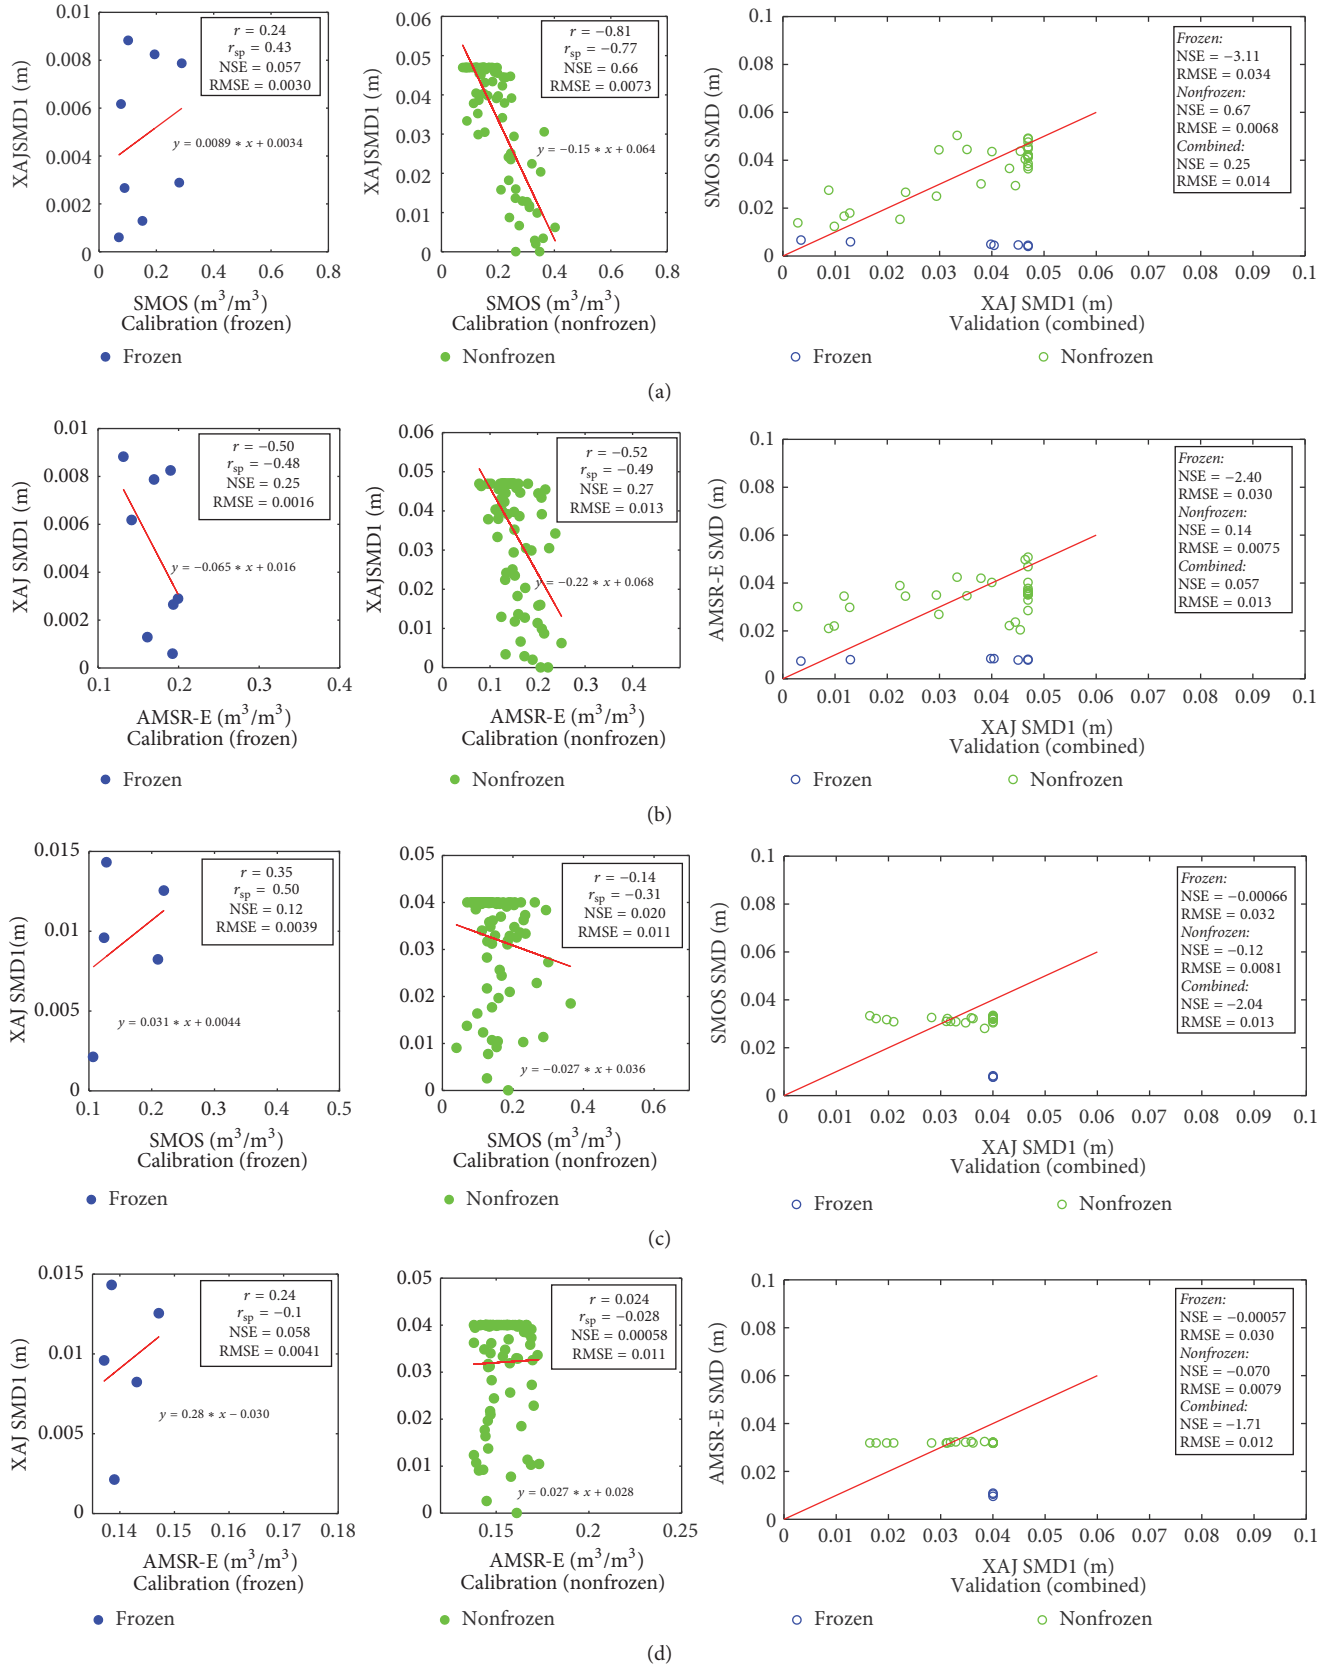 0.01
0.008
0.006
0.004
0.002
0
XAJSMD1 (m)
r = 0.24
r_sp = 0.43
NSE = 0.057
RMSE = 0.0030
y = 0.0089 ∗ x + 0.0034
0 0.2 0.4 0.6 0.8
SMOS (m³/m³)
Calibration (frozen)
Frozen
0.06
0.05
0.04
0.03
0.02
0.01
0
XAJSMD1 (m)
r = −0.81
r_sp = −0.77
NSE = 0.66
RMSE = 0.0073
y = −0.15 ∗ x + 0.064
0 0.2 0.4 0.6 0.8
SMOS (m³/m³)
Calibration (nonfrozen)
Nonfrozen
0.1
0.08
0.06
0.04
0.02
0
SMOS SMD (m)
Frozen:
NSE = −3.11
RMSE = 0.034
Nonfrozen:
NSE = 0.67
RMSE = 0.0068
Combined:
NSE = 0.25
RMSE = 0.014
0 0.01 0.02 0.03 0.04 0.05 0.06 0.07 0.08 0.09 0.1
XAJ SMD1 (m)
Validation (combined)
Frozen
Nonfrozen
(a)
0.01
0.008
0.006
0.004
0.002
0
XAJ SMD1 (m)
r = −0.50
r_sp = −0.48
NSE = 0.25
RMSE = 0.0016
y = −0.065 ∗ x + 0.016
0.1 0.2 0.3 0.4
AMSR-E (m³/m³)
Calibration (frozen)
Frozen
0.06
0.05
0.04
0.03
0.02
0.01
0
XAJSMD1 (m)
r = −0.52
r_sp = −0.49
NSE = 0.27
RMSE = 0.013
y = −0.22 ∗ x + 0.068
0 0.1 0.2 0.3 0.4
AMSR-E (m³/m³)
Calibration (nonfrozen)
Nonfrozen
0.1
0.08
0.06
0.04
0.02
0
AMSR-E SMD (m)
Frozen:
NSE = −2.40
RMSE = 0.030
Nonfrozen:
NSE = 0.14
RMSE = 0.0075
Combined:
NSE = 0.057
RMSE = 0.013
0 0.01 0.02 0.03 0.04 0.05 0.06 0.07 0.08 0.09 0.1
XAJ SMD1 (m)
Validation (combined)
Frozen
Nonfrozen
(b)
0.015
0.01
0.005
0
XAJ SMD1(m)
r = 0.35
r_sp = 0.50
NSE = 0.12
RMSE = 0.0039
y = 0.031 ∗ x + 0.0044
0.1 0.2 0.3 0.4 0.5
SMOS (m³/m³)
Calibration (frozen)
Frozen
0.05
0.04
0.03
0.02
0.01
0
XAJ SMD1 (m)
r = −0.14
r_sp = −0.31
NSE = 0.020
RMSE = 0.011
y = −0.027 ∗ x + 0.036
0 0.2 0.4 0.6
SMOS (m³/m³)
Calibration (nonfrozen)
Nonfrozen
0.1
0.08
0.06
0.04
0.02
0
SMOS SMD (m)
Frozen:
NSE = −0.00066
RMSE = 0.032
Nonfrozen:
NSE = −0.12
RMSE = 0.0081
Combined:
NSE = −2.04
RMSE = 0.013
0 0.01 0.02 0.03 0.04 0.05 0.06 0.07 0.08 0.09 0.1
XAJ SMD1 (m)
Validation (combined)
Frozen
Nonfrozen
(c)
0.015
0.01
0.005
0
XAJ SMD1 (m)
r = 0.24
r_sp = −0.1
NSE = 0.058
RMSE = 0.0041
y = 0.28 ∗ x − 0.030
0.14 0.15 0.16 0.17 0.18
AMSR-E (m³/m³)
Calibration (frozen)
Frozen
0.05
0.04
0.03
0.02
0.01
0
XAJ SMD1 (m)
r = 0.024
r_sp = −0.028
NSE = 0.00058
RMSE = 0.011
y = 0.027 ∗ x + 0.028
0.15 0.2 0.25
AMSR-E (m³/m³)
Calibration (nonfrozen)
Nonfrozen
0.1
0.08
0.06
0.04
0.02
0
AMSR-E SMD (m)
Frozen:
NSE = −0.00057
RMSE = 0.030
Nonfrozen:
NSE = −0.070
RMSE = 0.0079
Combined:
NSE = −1.71
RMSE = 0.012
0 0.01 0.02 0.03 0.04 0.05 0.06 0.07 0.08 0.09 0.1
XAJ SMD1 (m)
Validation (combined)
Frozen
Nonfrozen
(d)